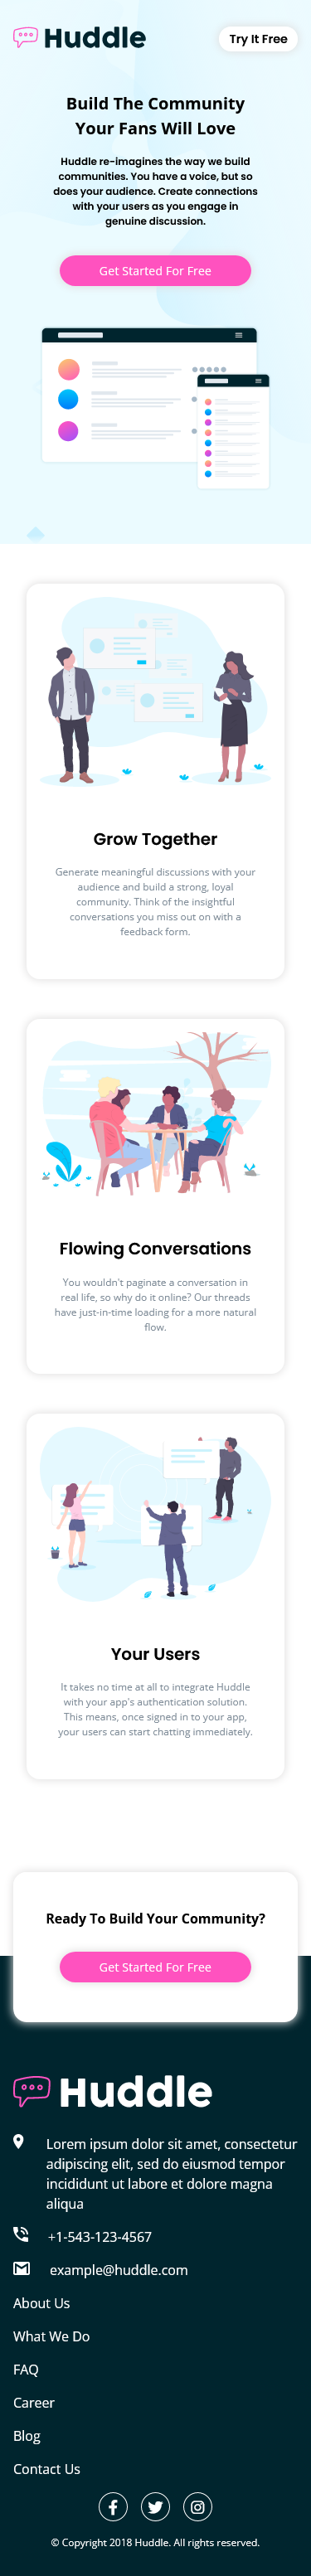 Huddle
Try It Free
Build The Community
Your Fans Will Love
Huddle re-imagines the way we build
communities. You have a voice, but so
does your audience. Create connections
with your users as you engage in
genuine discussion.
Get Started For Free
Grow Together
Generate meaningful discussions with your
audience and build a strong, loyal
community. Think of the insightful
conversations you miss out on with a
feedback form.
Flowing Conversations
You wouldn't paginate a conversation in
real life, so why do it online? Our threads
have just-in-time loading for a more natural
flow.
Your Users
It takes no time at all to integrate Huddle
with your app's authentication solution.
This means, once signed in to your app,
your users can start chatting immediately.
Ready To Build Your Community?
Get Started For Free
Huddle
Lorem ipsum dolor sit amet, consectetur
adipiscing elit, sed do eiusmod tempor
incididunt ut labore et dolore magna
aliqua
+1-543-123-4567
example@huddle.com
About Us
What We Do
FAQ
Career
Blog
Contact Us
© Copyright 2018 Huddle. All rights reserved.